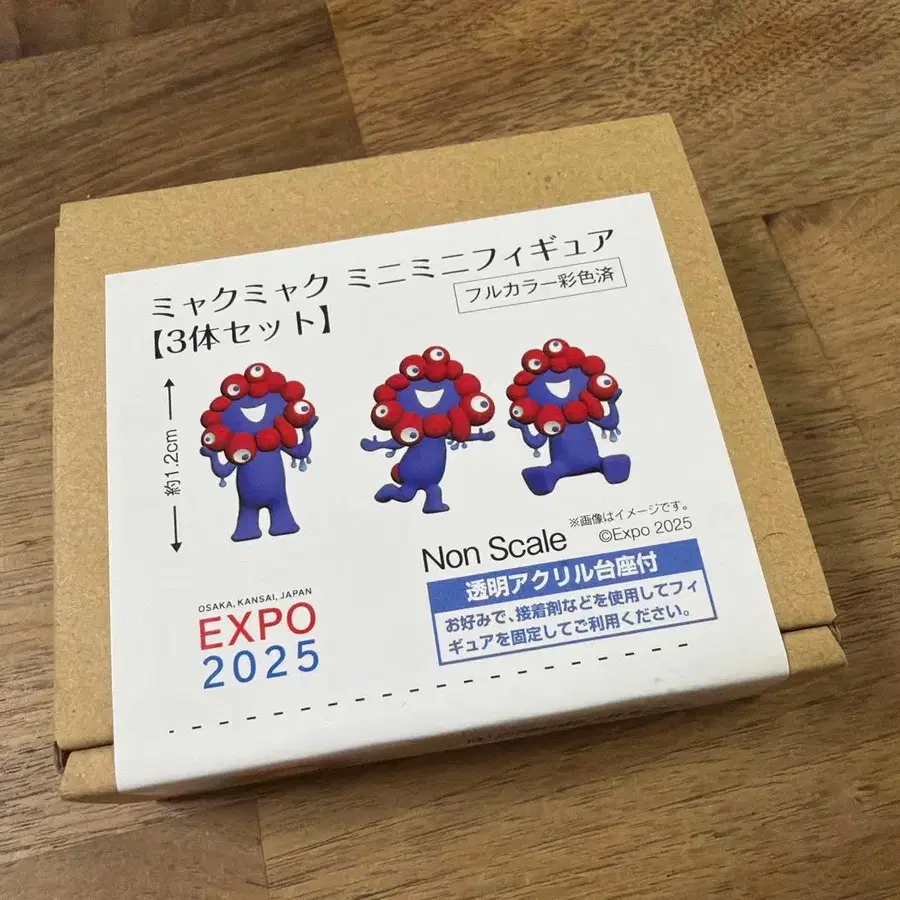 ミャクミャク ミニミニフィギュア
【3体セット】
フルカラー彩色済
約1.2cm
※画像はイメージです。
Non Scale
©Expo 2025
透明アクリル台座付
お好みで、接着剤などを使用してフィ
ギュアを固定してご利用ください。
OSAKA, KANSAI, JAPAN
EXPO
2025